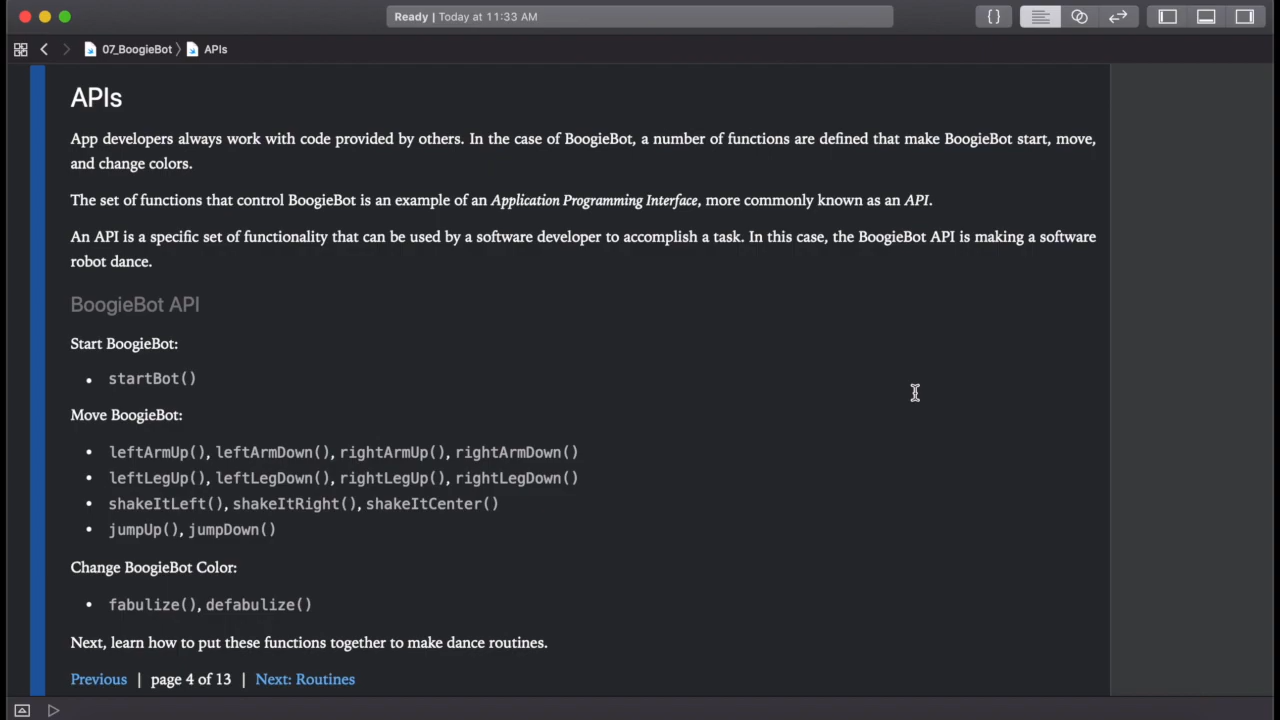 Ready | Today at 11:33 AM
{}
07_BoogieBot 〉 APIs
APIs
App developers always work with code provided by others. In the case of BoogieBot, a number of functions are defined that make BoogieBot start, move,
and change colors.
The set of functions that control BoogieBot is an example of an Application Programming Interface, more commonly known as an API.
An API is a specific set of functionality that can be used by a software developer to accomplish a task. In this case, the BoogieBot API is making a software
robot dance.
BoogieBot API
Start BoogieBot:
• startBot()
Move BoogieBot:
• leftArmUp(), leftArmDown(), rightArmUp(), rightArmDown()
• leftLegUp(), leftLegDown(), rightLegUp(), rightLegDown()
• shakeItLeft(), shakeItRight(), shakeItCenter()
• jumpUp(), jumpDown()
Change BoogieBot Color:
• fabulize(), defabulize()
Next, learn how to put these functions together to make dance routines.
Previous | page 4 of 13 | Next: Routines